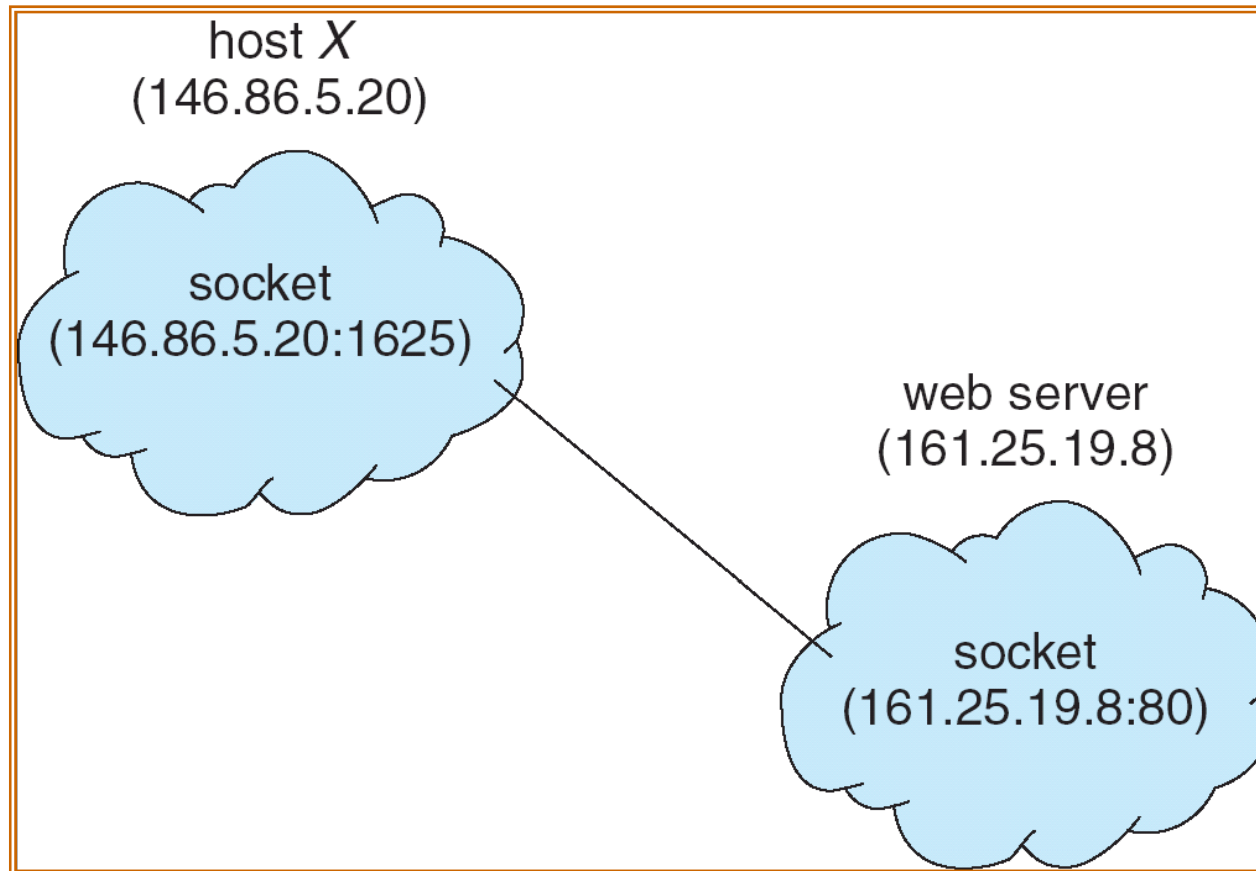 host X
(146.86.5.20)
socket
(146.86.5.20:1625)
web server
(161.25.19.8)
socket
(161.25.19.8:80)